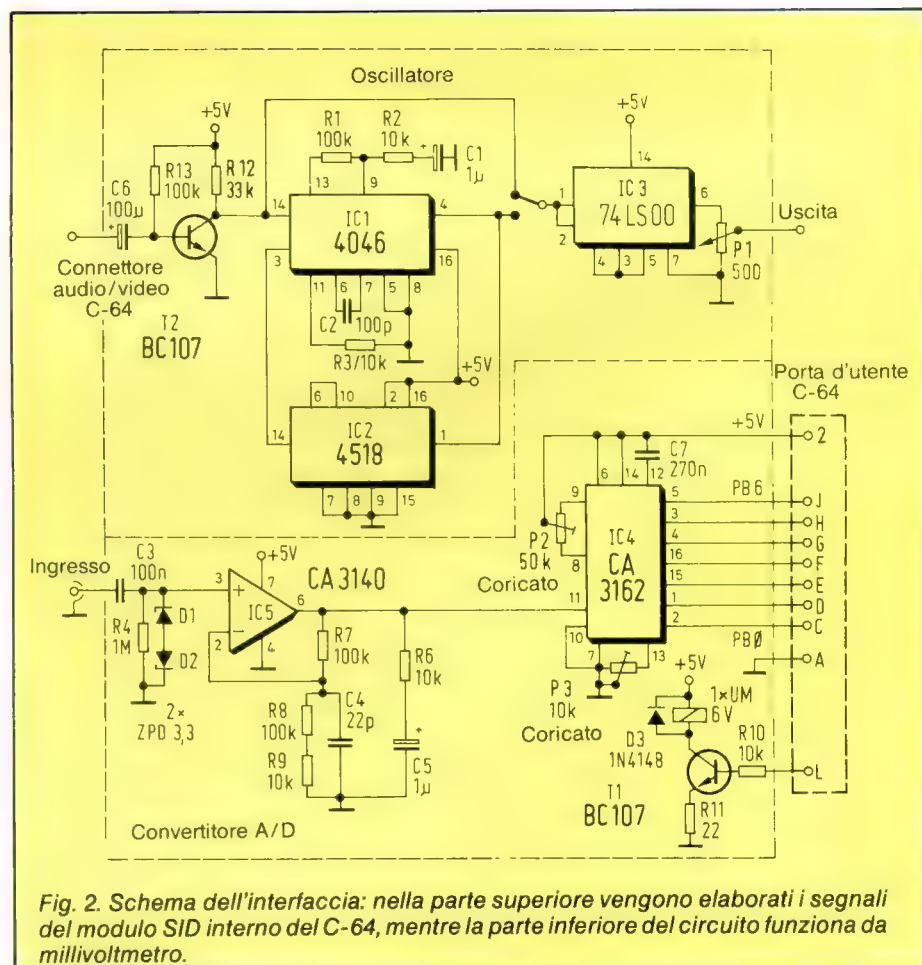 Oscillatore
+5V
R13
100k
R12
33k
C6
100µ
Connettore
audio/video
C-64
T2
BC107
R1
100k
R2
10k
+
C1
1µ
13
9
14
IC1
4046
4
3
16
11
6
7
5
8
C2
100p
R3/10k
+5V
6
10
2
16
14
IC2
4518
1
7
8
9
15
+5V
14
1
2
IC3
74LS00
6
4
3
5
7
P1
500
Uscita
Porta d'utente
C-64
+5V
2
C7
270n
6
14
12
9
P2
50k
8
Coricato
IC4
CA
3162
5
PB6
J
3
H
4
G
16
F
15
E
1
D
2
C
PBØ
A
11
10
7
13
P3
10k
Coricato
+5V
1×UM
6V
D3
1N4148
R10
10k
L
T1
BC107
R11
22
Ingresso
C3
100n
R4
1M
D1
D2
2×
ZPD 3,3
+5V
CA3140
3
7
+
IC5
6
2
−
4
R7
100k
R6
10k
R8
100k
C4
22p
R9
10k
+
C5
1µ
Convertitore A/D
Fig. 2. Schema dell'interfaccia: nella parte superiore vengono elaborati i segnali
del modulo SID interno del C-64, mentre la parte inferiore del circuito funziona da
millivoltmetro.